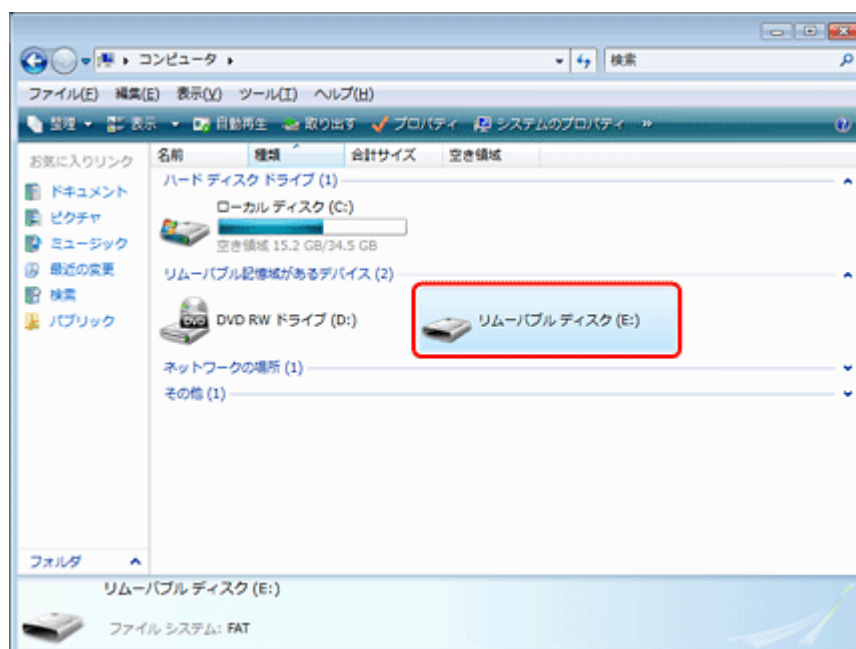 コンピュータ
検索
ファイル(F) 編集(E) 表示(V) ツール(T) ヘルプ(H)
整理 表示 自動再生 取り出す プロパティ システムのプロパティ »
お気に入りリンク
ドキュメント
ピクチャ
ミュージック
最近の変更
検索
パブリック
フォルダ
名前 種類 合計サイズ 空き領域
ハード ディスク ドライブ (1)
ローカル ディスク (C:)
空き領域 15.2 GB/34.5 GB
リムーバブル記憶域があるデバイス (2)
DVD
DVD RW ドライブ (D:)
リムーバブル ディスク (E:)
ネットワークの場所 (1)
その他 (1)
リムーバブル ディスク (E:)
ファイル システム: FAT